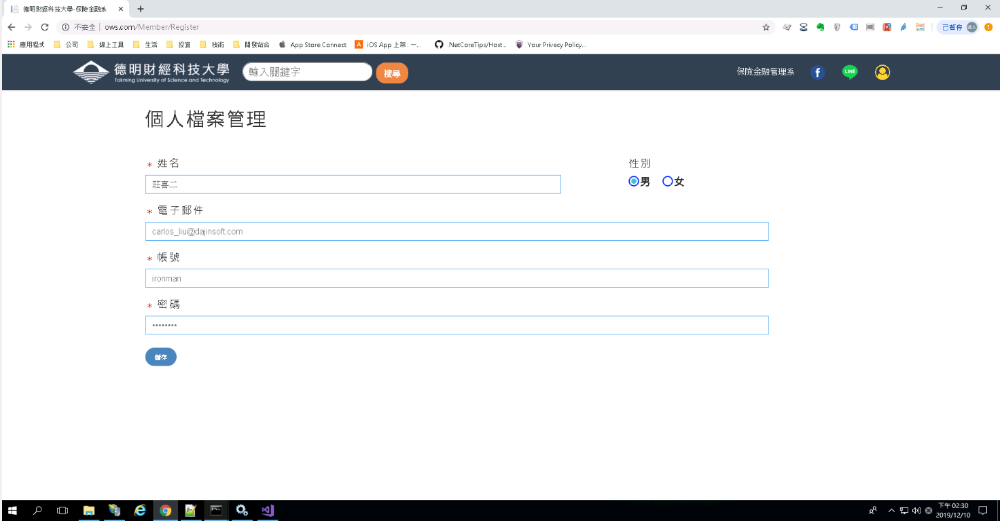 德明財經科技大學-保險金融系
不安全 | ows.com/Member/Register
已暫停
應用程式 公司 線上工具 生活 投資 技術 開發站台 App Store Connect iOS App 上架 : 一... .NetCoreTips/Host... Your Privacy Policy...
德明財經科技大學
Takming University of Science and Technology
輸入關鍵字 搜尋 保險金融管理系 LINE
個人檔案管理
* 姓名 性別
莊喜二 男 女
* 電子郵件
carlos_liu@dajinsoft.com
* 帳號
ironman
* 密碼
••••••••
儲存
下午 02:30
2019/12/10